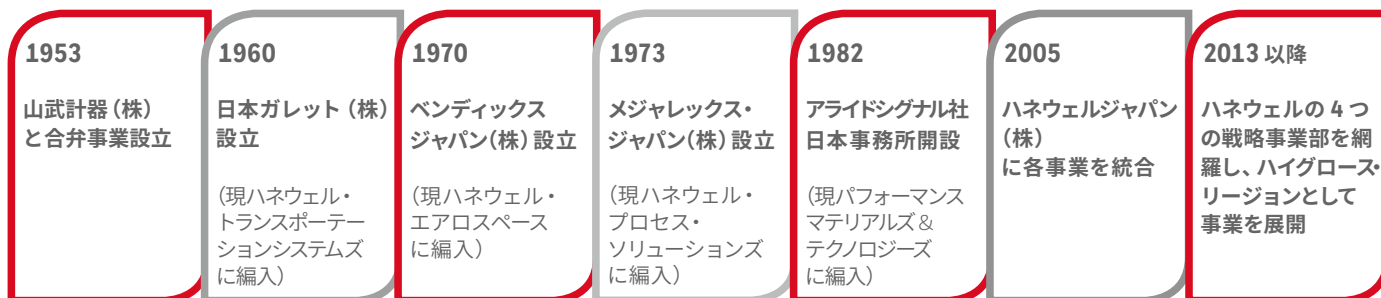 1953
山武計器(株)
と合弁事業設立
1960
日本ガレット(株)
設立
(現ハネウェル・
トランスポーテー
ションシステムズ
に編入)
1970
ベンディックス
ジャパン(株)設立
(現ハネウェル・
エアロスペース
に編入)
1973
メジャレックス・
ジャパン(株)設立
(現ハネウェル・
プロセス・
ソリューションズ
に編入)
1982
アライドシグナル社
日本事務所開設
(現パフォーマンス
マテリアルズ&
テクノロジーズ
に編入)
2005
ハネウェルジャパン
(株)
に各事業を統合
2013 以降
ハネウェルの 4 つ
の戦略事業部を網
羅し、ハイグロース・
リージョンとして
事業を展開